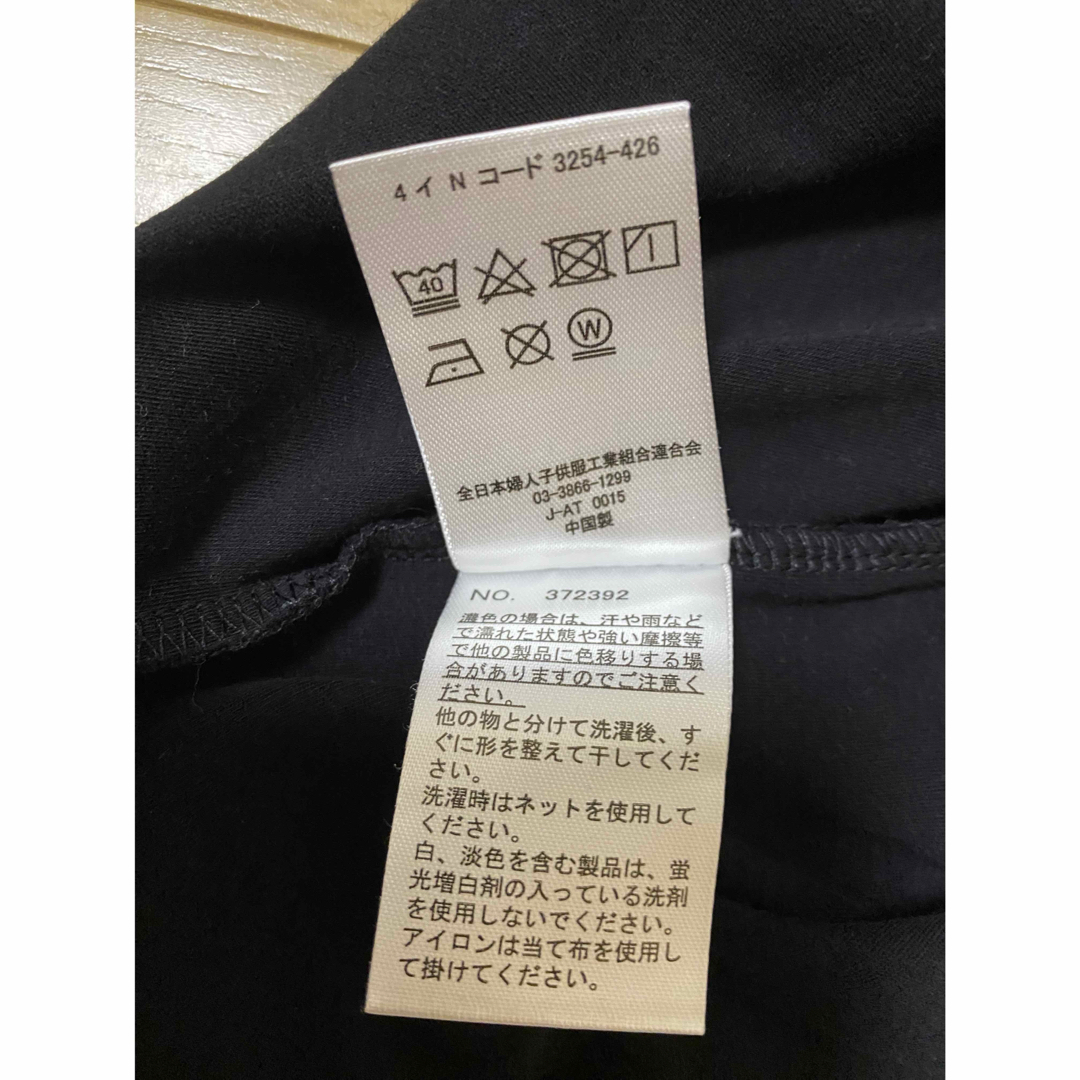 4 イ N コード 3254-426
40
W
全日本婦人子供服工業組合連合会
03-3866-1299
J-AT 0015
中国製
NO. 372392
濃色の場合は、汗や雨など
で濡れた状態や強い摩擦等
で他の製品に色移りする場
合がありますのでご注意く
ださい。
他の物と分けて洗濯後、す
ぐに形を整えて干してくだ
さい。
洗濯時はネットを使用して
ください。
白、淡色を含む製品は、蛍
光増白剤の入っている洗剤
を使用しないでください。
アイロンは当て布を使用し
て掛けてください。